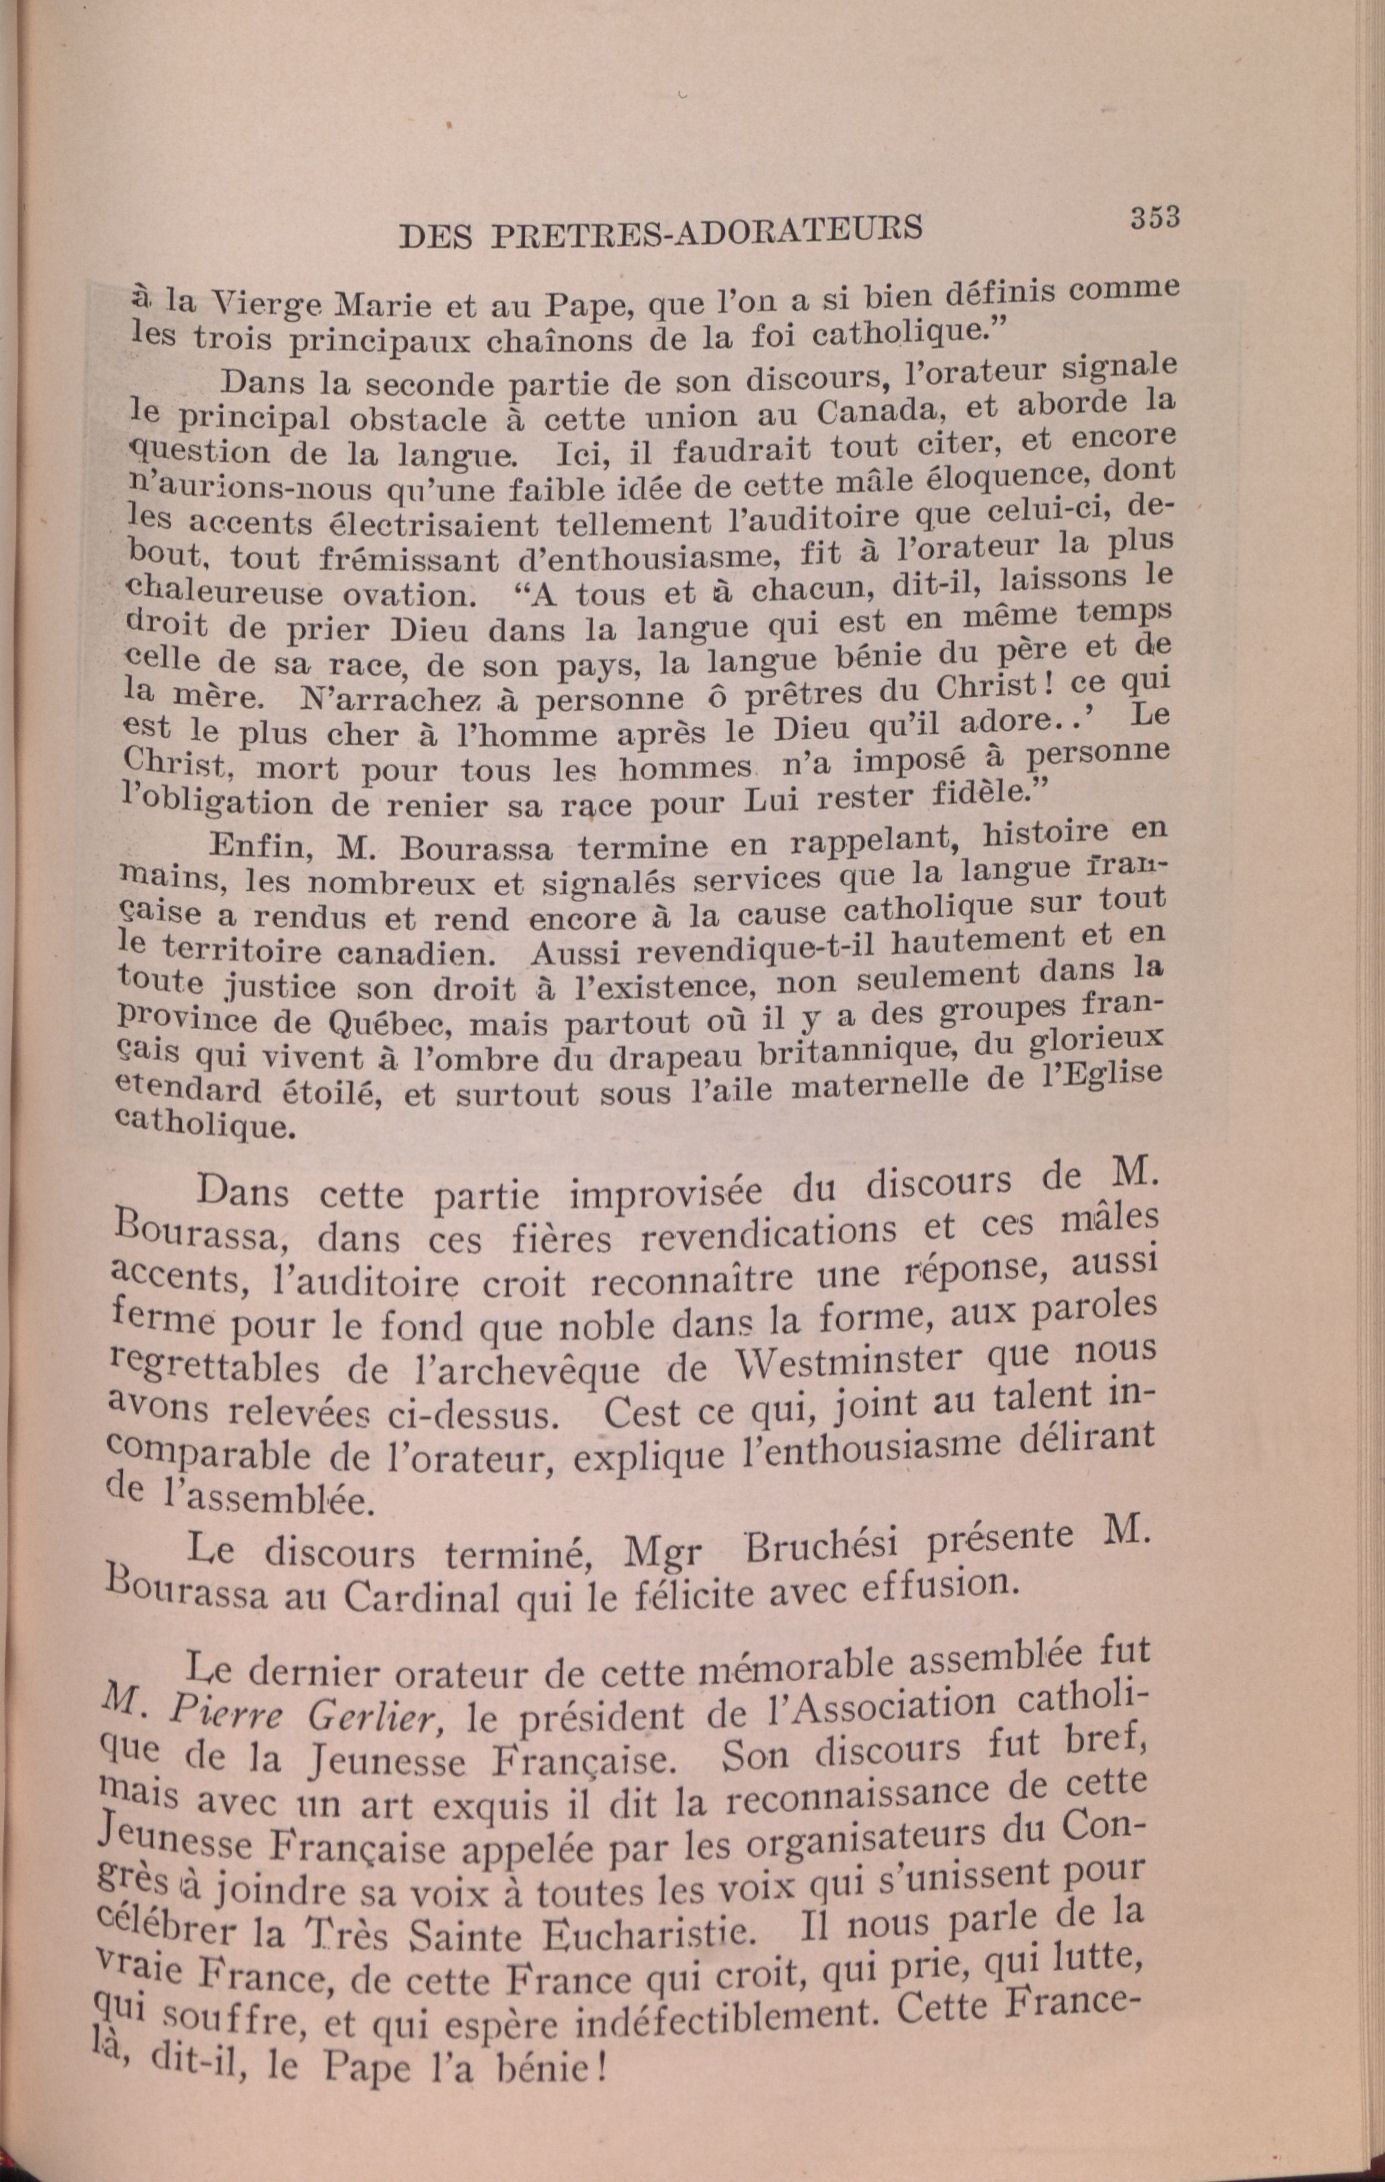 DES PRETRES-ADORATEURS 353
à la Vierge Marie et au Pape, que l'on a si bien définis comme
les trois principaux chaînons de la foi catholique.”
Dans la seconde partie de son discours, l'orateur signale
le principal obstacle à cette union au Canada, et aborde la
question de la langue. Ici, il faudrait tout citer, et encore
n'aurions-nous qu'une faible idée de cette mâle éloquence, dont
les accents électrisaient tellement l'auditoire que celui-ci, de-
bout, tout frémissant d'enthousiasme, fit à l'orateur la plus
chaleureuse ovation. “A tous et à chacun, dit-il, laissons le
droit de prier Dieu dans la langue qui est en même temps
celle de sa race, de son pays, la langue bénie du père et de
la mère. N'arrachez à personne ô prêtres du Christ! ce qui
est le plus cher à l'homme après le Dieu qu'il adore..' Le
Christ, mort pour tous les hommes n'a imposé à personne
l'obligation de renier sa race pour Lui rester fidèle.”
Enfin, M. Bourassa termine en rappelant, histoire en
mains, les nombreux et signalés services que la langue fran-
çaise a rendus et rend encore à la cause catholique sur tout
le territoire canadien. Aussi revendique-t-il hautement et en
toute justice son droit à l'existence, non seulement dans la
province de Québec, mais partout où il y a des groupes fran-
çais qui vivent à l'ombre du drapeau britannique, du glorieux
etendard étoilé, et surtout sous l'aile maternelle de l'Eglise
catholique.
Dans cette partie improvisée du discours de M.
Bourassa, dans ces fières revendications et ces mâles
accents, l'auditoire croit reconnaître une réponse, aussi
ferme pour le fond que noble dans la forme, aux paroles
regrettables de l'archevêque de Westminster que nous
avons relevées ci-dessus. Cest ce qui, joint au talent in-
comparable de l'orateur, explique l'enthousiasme délirant
de l'assemblée.
Le discours terminé, Mgr Bruchési présente M.
Bourassa au Cardinal qui le félicite avec effusion.
Le dernier orateur de cette mémorable assemblée fut
M. Pierre Gerlier, le président de l'Association catholi-
que de la Jeunesse Française. Son discours fut bref,
mais avec un art exquis il dit la reconnaissance de cette
Jeunesse Française appelée par les organisateurs du Con-
grès à joindre sa voix à toutes les voix qui s'unissent pour
célébrer la Très Sainte Eucharistie. Il nous parle de la
vraie France, de cette France qui croit, qui prie, qui lutte,
qui souffre, et qui espère indéfectiblement. Cette France-
là, dit-il, le Pape l'a bénie!